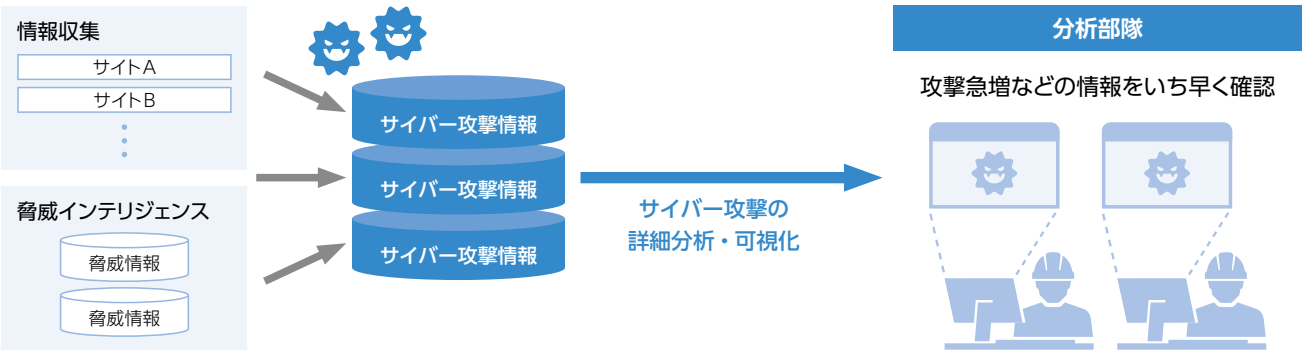 情報収集
サイトA
サイトB
脅威インテリジェンス
脅威情報
脅威情報
サイバー攻撃情報
サイバー攻撃情報
サイバー攻撃情報
サイバー攻撃の
詳細分析・可視化
分析部隊
攻撃急増などの情報をいち早く確認